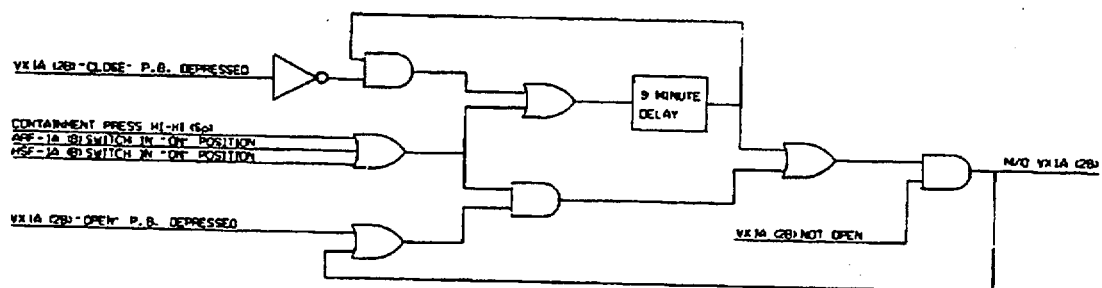 VX1A (2B) "CLOSE" P.B. DEPRESSED
9 MINUTE
DELAY
CONTAINMENT PRESS HI-HI (Sp)
ARF-1A (B) SWITCH IN "ON" POSITION
HSF-1A (B) SWITCH IN "ON" POSITION
M/O VX1A (2B)
VX1A (2B) "OPEN" P.B. DEPRESSED
VX1A (2B) NOT OPEN